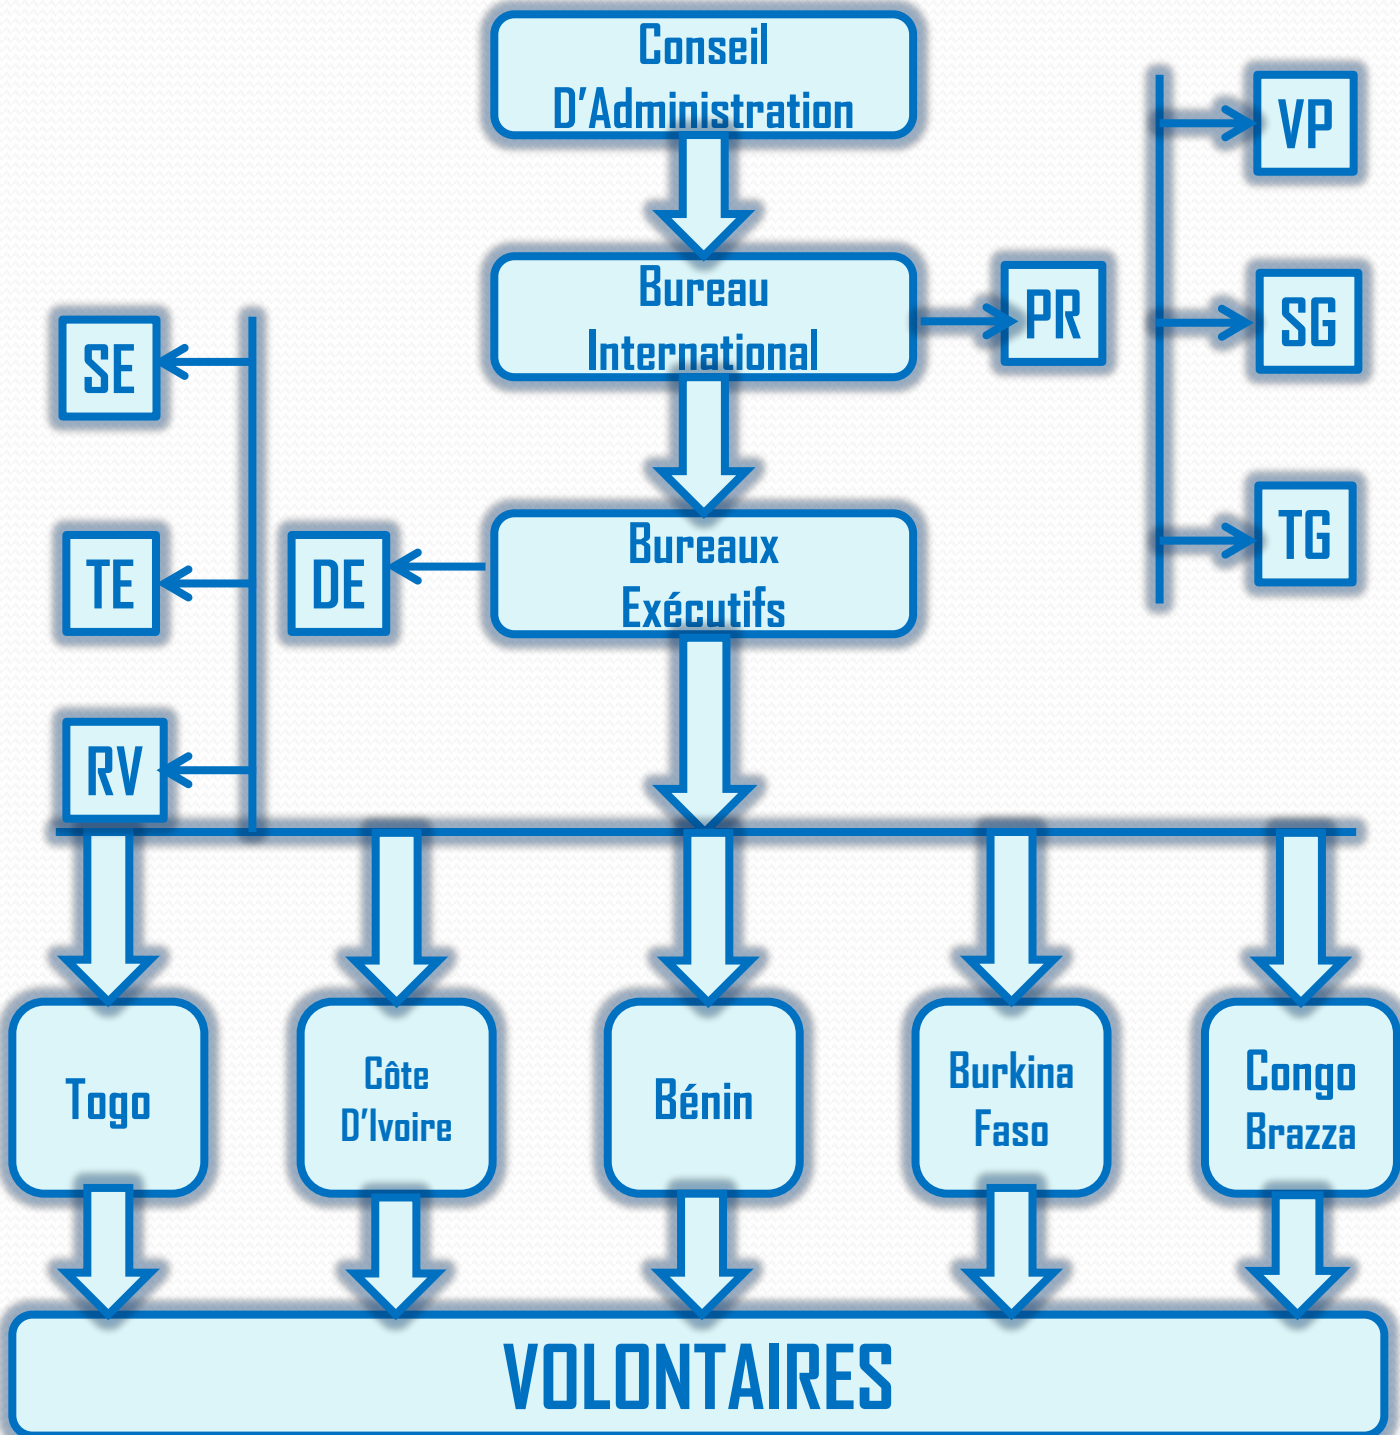 Conseil
D'Administration
VP
Bureau
International
PR
SG
SE
Bureaux
Exécutifs
TG
TE
DE
RV
Togo
Côte
D'Ivoire
Bénin
Burkina
Faso
Congo
Brazza
VOLONTAIRES